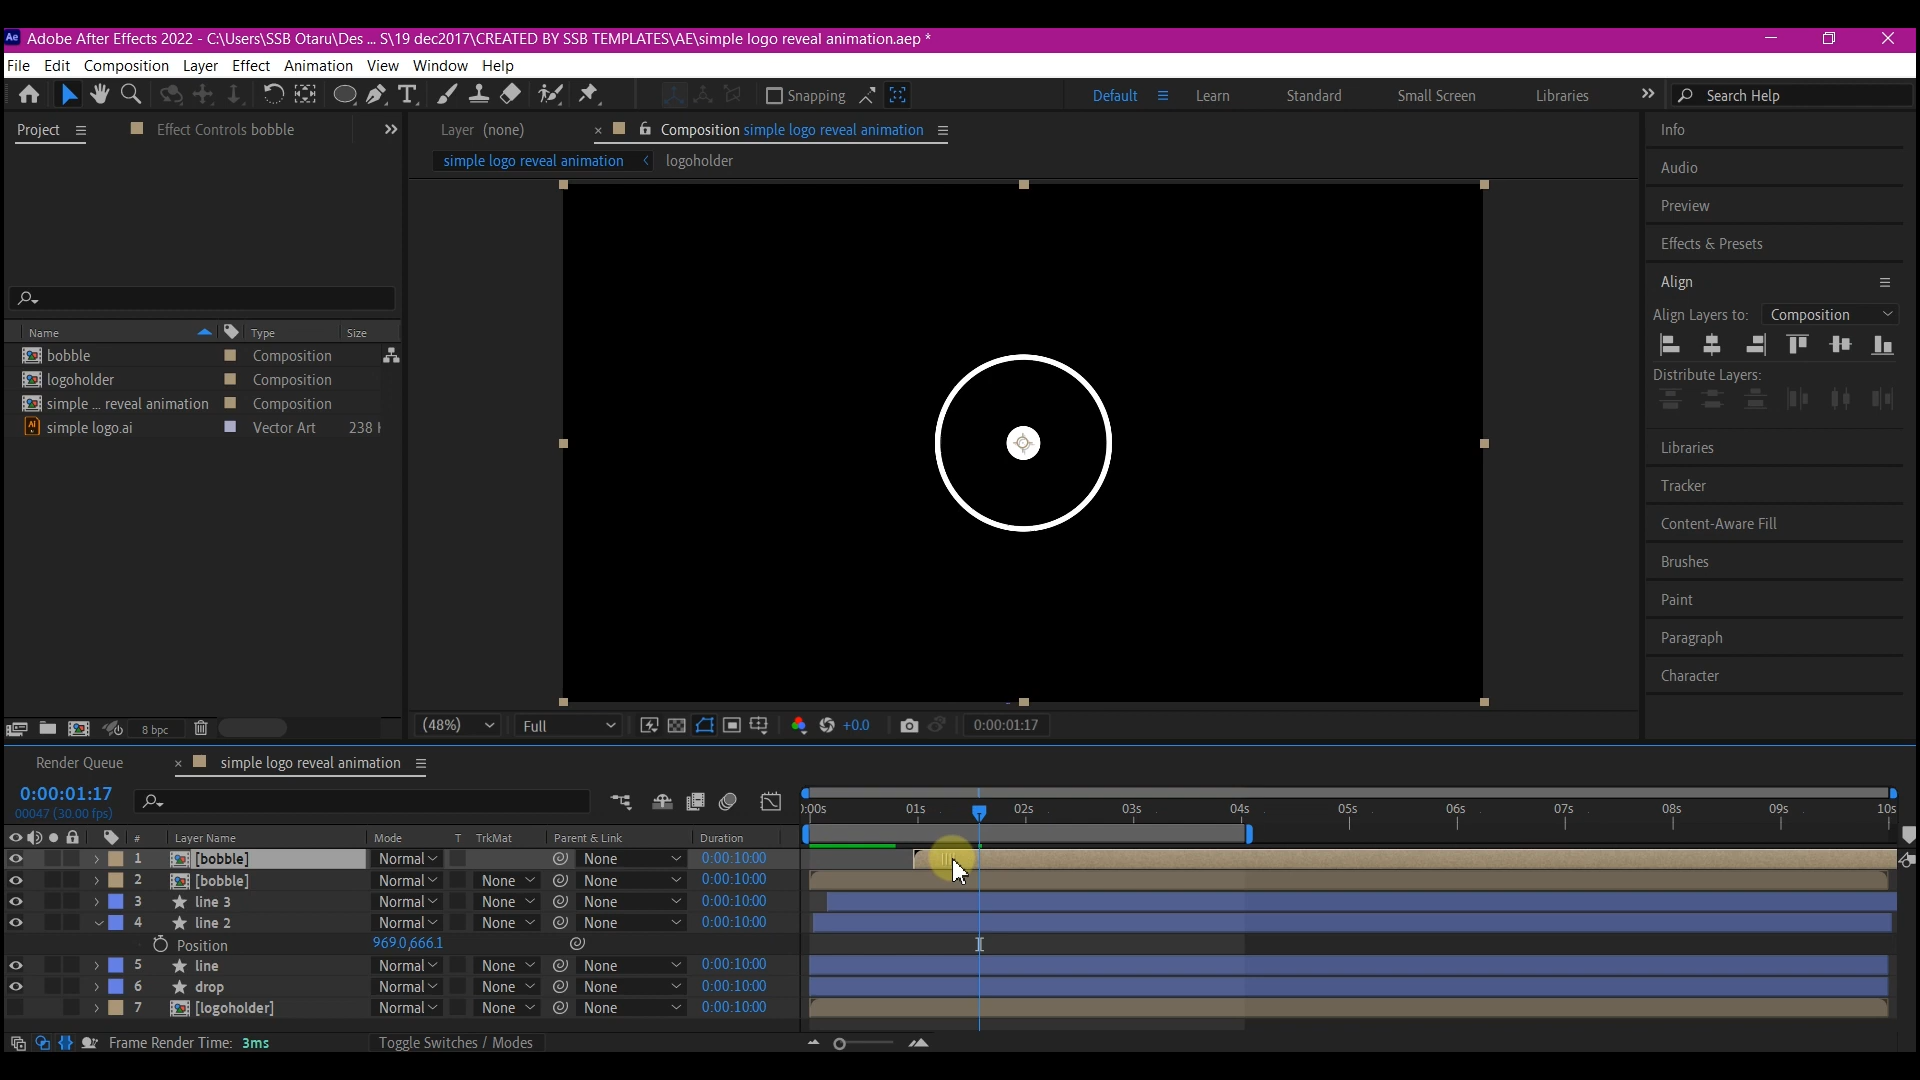 Ae Adobe After Effects 2022 - C:\Users\SSB Otaru\Des ... S\19 dec2017\CREATED BY SSB TEMPLATES\AE\simple logo reveal animation.aep *
File Edit Composition Layer Effect Animation View Window Help
Snapping Default Learn Standard Small Screen Libraries Search Help
Project Effect Controls bobble Layer (none) × Composition simple logo reveal animation Info
simple logo reveal animation logoholder
Audio
Preview
Effects & Presets
Align
Align Layers to: Composition
Name Type Size
bobble Composition
logoholder Composition
simple ... reveal animation Composition
simple logo.ai Vector Art 238
Distribute Layers:
Libraries
Tracker
Content-Aware Fill
Brushes
Paint
Paragraph
Character
8 bpc (48%) Full +0.0 0:00:01:17
Render Queue × simple logo reveal animation
0:00:01:17
00047 (30.00 fps)
):00s 01s 02s 03s 04s 05s 06s 07s 08s 09s 10s
# Layer Name Mode T TrkMat Parent & Link Duration
1 [bobble] Normal None 0:00:10:00
2 [bobble] Normal None None 0:00:10:00
3 line 3 Normal None None 0:00:10:00
4 line 2 Normal None None 0:00:10:00
Position 969.0,666.1
5 line Normal None None 0:00:10:00
6 drop Normal None None 0:00:10:00
7 [logoholder] Normal None None 0:00:10:00
Frame Render Time: 3ms Toggle Switches / Modes